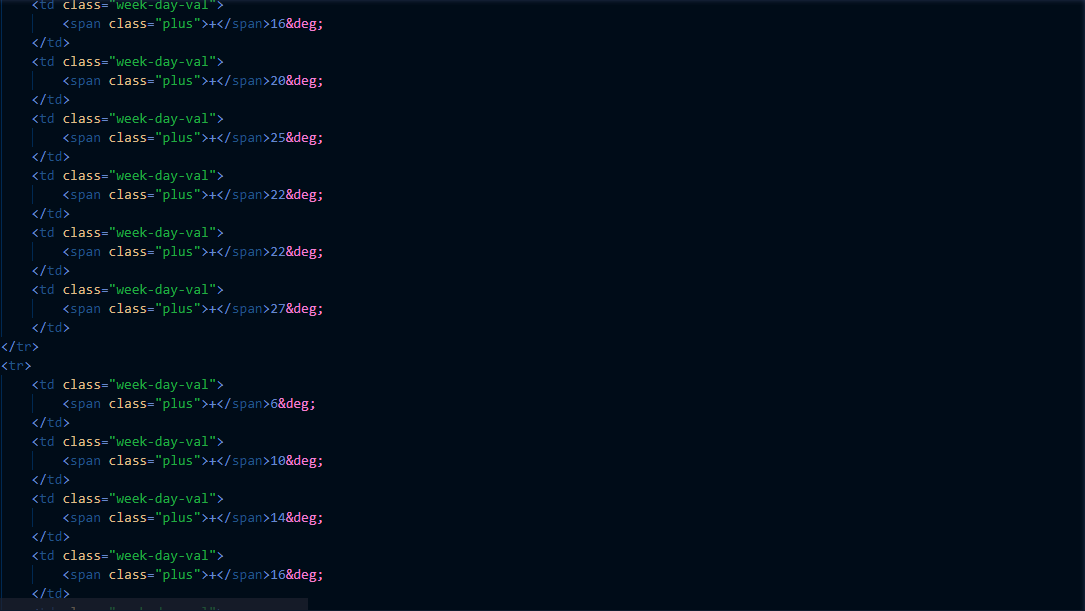 <td class="week-day-val">
<span class="plus">+</span>16&deg;
</td>
<td class="week-day-val">
<span class="plus">+</span>20&deg;
</td>
<td class="week-day-val">
<span class="plus">+</span>25&deg;
</td>
<td class="week-day-val">
<span class="plus">+</span>22&deg;
</td>
<td class="week-day-val">
<span class="plus">+</span>22&deg;
</td>
<td class="week-day-val">
<span class="plus">+</span>27&deg;
</td>
</tr>
<tr>
<td class="week-day-val">
<span class="plus">+</span>6&deg;
</td>
<td class="week-day-val">
<span class="plus">+</span>10&deg;
</td>
<td class="week-day-val">
<span class="plus">+</span>14&deg;
</td>
<td class="week-day-val">
<span class="plus">+</span>16&deg;
</td>